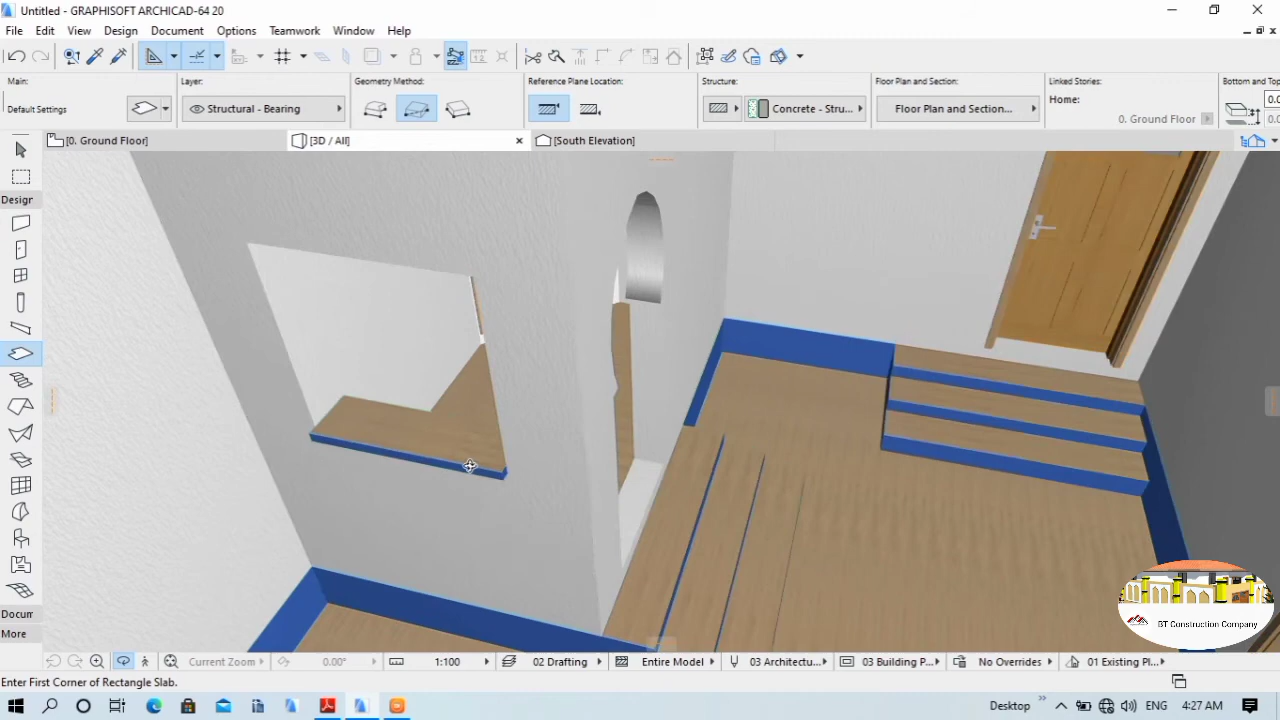 Untitled - GRAPHISOFT ARCHICAD-64 20
File Edit View Design Document Options Teamwork Window Help
Main: Layer: Geometry Method: Reference Plane Location: Structure: Floor Plan and Section: Linked Stories: Bottom and Top
Default Settings Structural - Bearing Concrete - Stru... Floor Plan and Section... Home:
0. Ground Floor
[0. Ground Floor] [3D / All] [South Elevation]
Design
Docum
More
BT Construction Company
Current Zoom 0.00° 1:100 02 Drafting Entire Model 03 Architectu... 03 Building P... No Overrides 01 Existing Pl...
Enter First Corner of Rectangle Slab.
Desktop ENG 4:27 AM